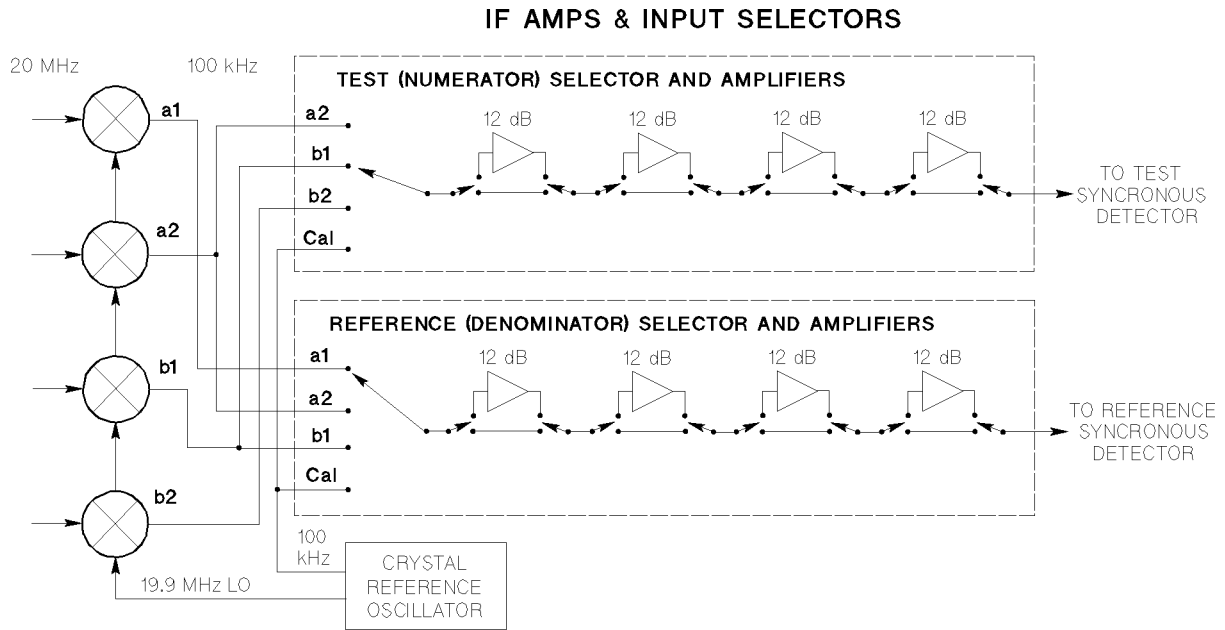 IF AMPS & INPUT SELECTORS
20 MHz
100 kHz
TEST (NUMERATOR) SELECTOR AND AMPLIFIERS
a1
a2
12 dB
12 dB
12 dB
12 dB
b1
TO TEST
SYNCRONOUS
DETECTOR
b2
a2
Cal
REFERENCE (DENOMINATOR) SELECTOR AND AMPLIFIERS
a1
12 dB
12 dB
12 dB
12 dB
b1
a2
TO REFERENCE
SYNCRONOUS
DETECTOR
b1
Cal
b2
100
kHz
CRYSTAL
REFERENCE
OSCILLATOR
19.9 MHz LO